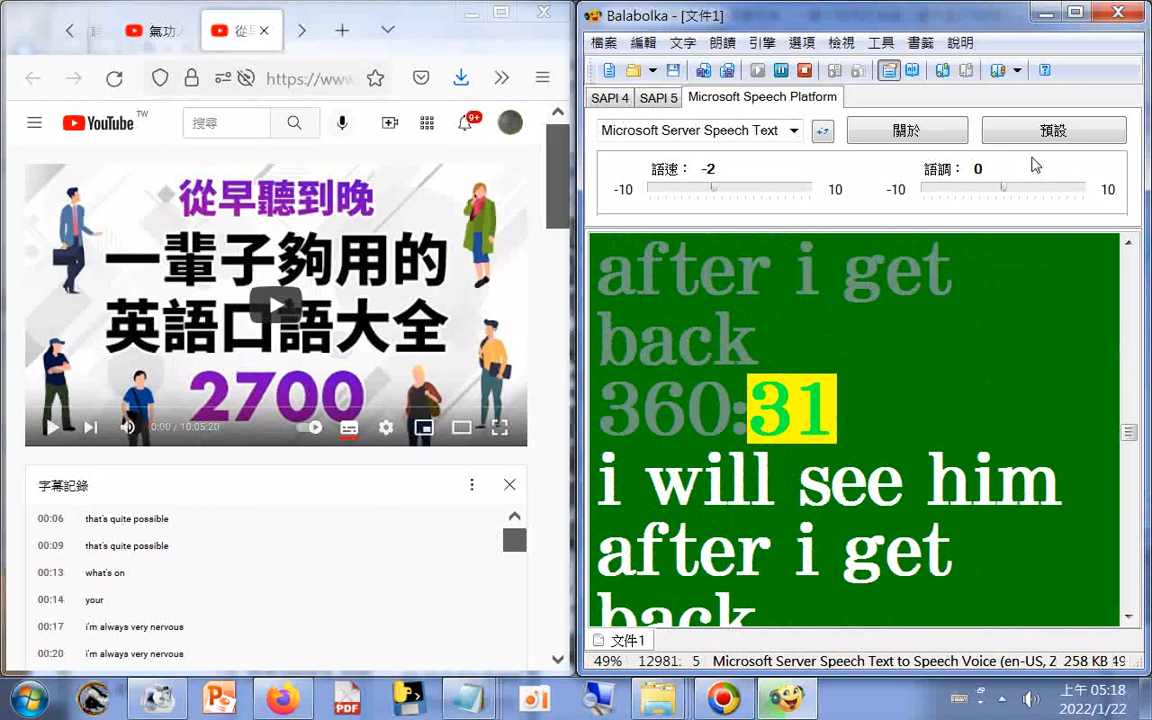 氣功
從
https://www
YouTube TW
搜尋
9+
從早聽到晚
一輩子夠用的
英語口語大全
2700
0:00 / 10:05:20
字幕記錄
00:06 that's quite possible
00:09 that's quite possible
00:13 what's on
00:14 your
00:17 i'm always very nervous
00:20 i'm always very nervous
Balabolka - [文件1]
檔案 編輯 文字 朗讀 引擎 選項 檢視 工具 書籤 說明
SAPI 4 SAPI 5 Microsoft Speech Platform
Microsoft Server Speech Text 關於 預設
語速： -2 語調： 0
-10 10 -10 10
after i get
back
360:31
i will see him
after i get
back
文件1
49% 12981: 5 Microsoft Server Speech Text to Speech Voice (en-US, Z 258 KB 49
PDF
上午 05:18
2022/1/22